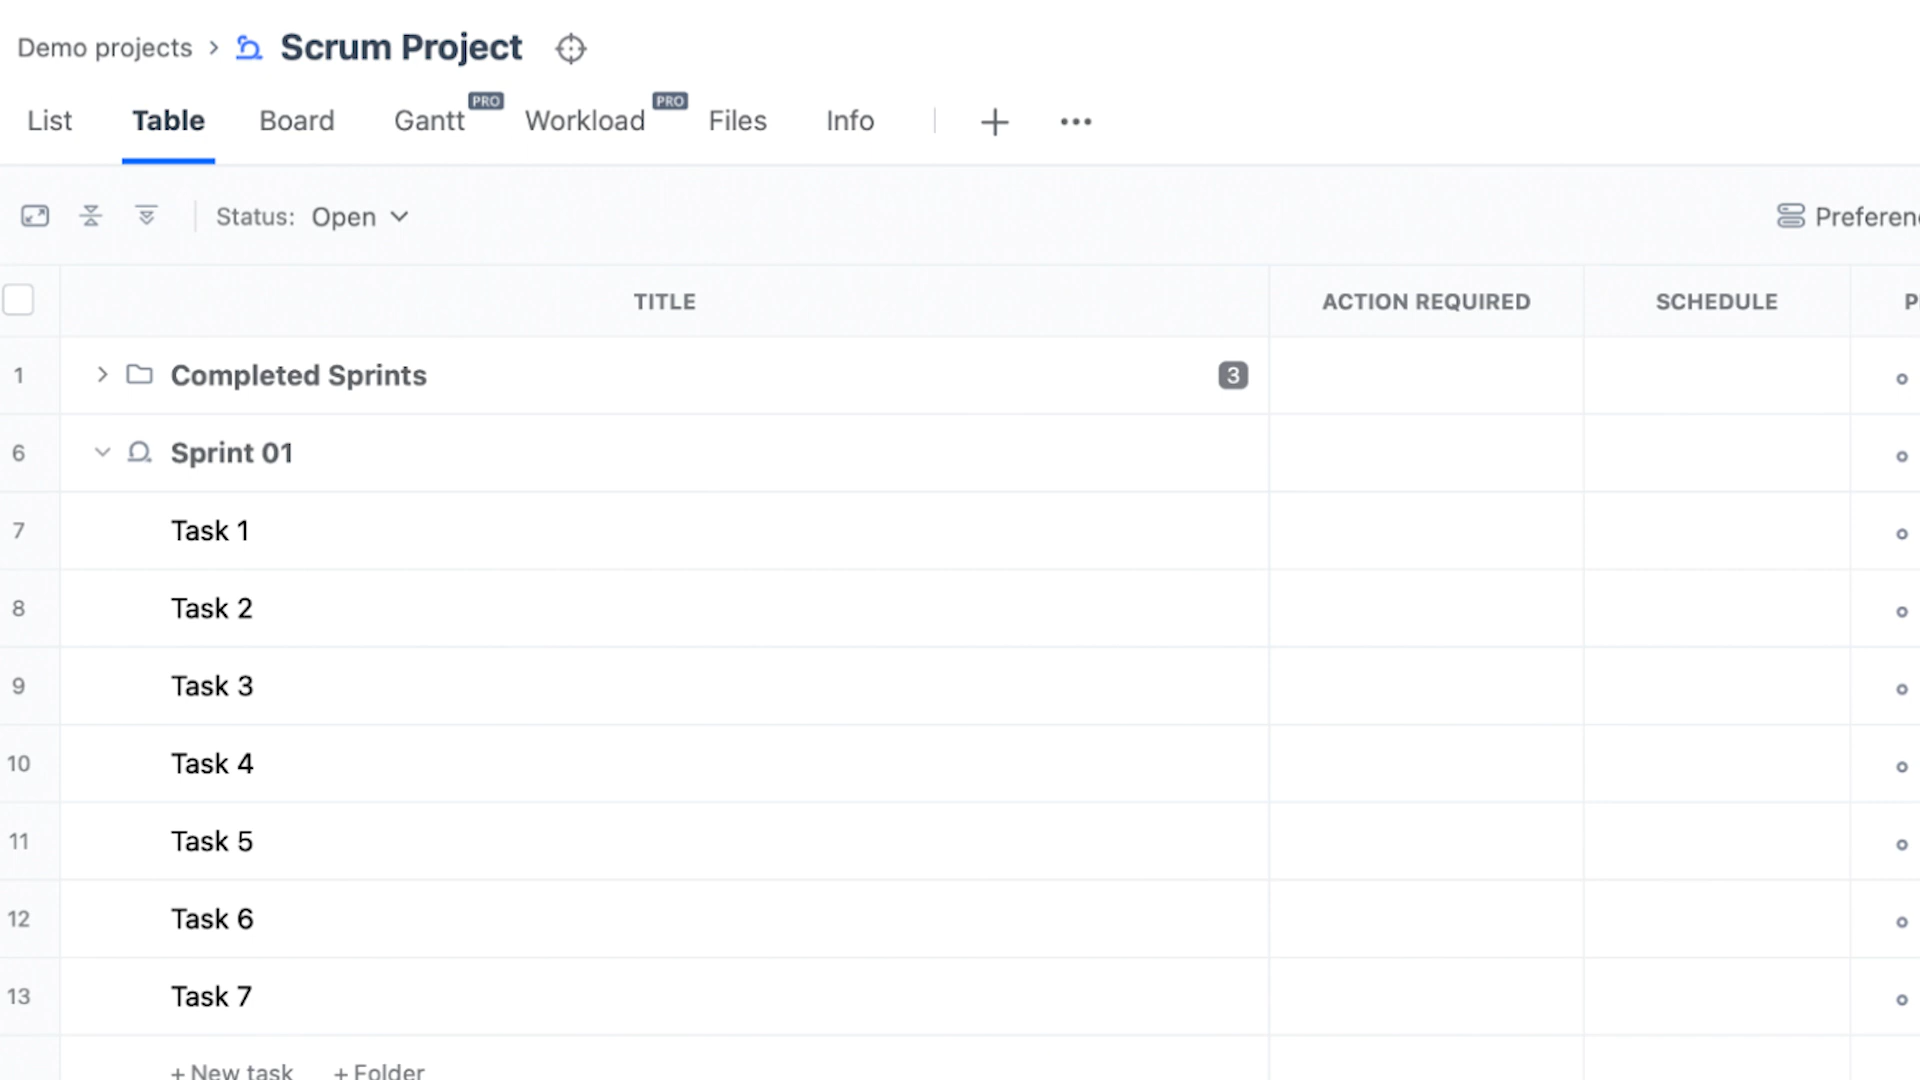 Demo projects > Scrum Project
List Table Board Gantt PRO Workload PRO Files Info
Status: Open
TITLE ACTION REQUIRED SCHEDULE
1 Completed Sprints 3
6 Sprint 01
7 Task 1
8 Task 2
9 Task 3
10 Task 4
11 Task 5
12 Task 6
13 Task 7
+ New task + Folder